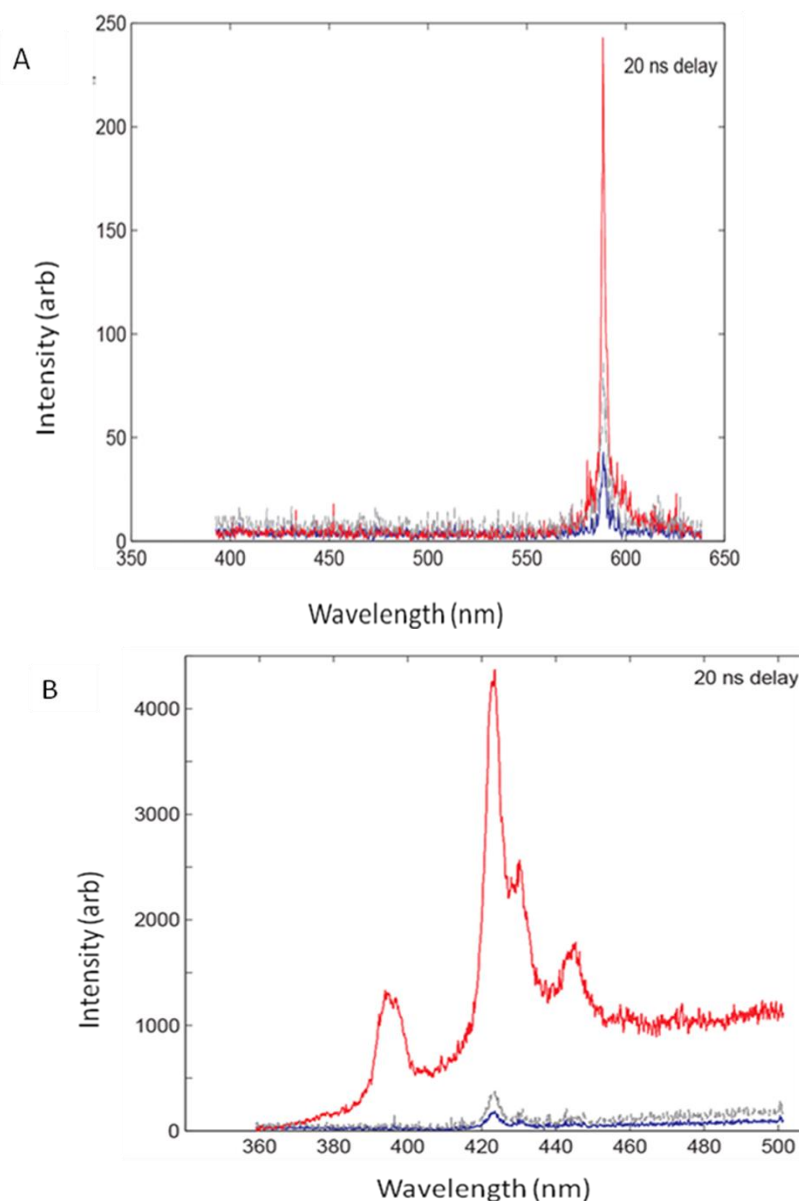 A
20 ns delay
250
200
150
100
50
0
350 400 450 500 550 600 650
Intensity (arb)
Wavelength (nm)
B
20 ns delay
4000
3000
2000
1000
0
360 380 400 420 440 460 480 500
Intensity (arb)
Wavelength (nm)